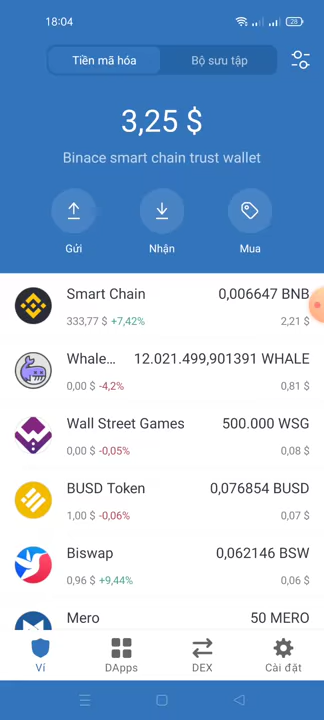 18:04
28
Tiền mã hóa
Bộ sưu tập
3,25 $
Binace smart chain trust wallet
Gửi
Nhận
Mua
Smart Chain 0,006647 BNB
333,77 $ +7,42% 2,21 $
Whale... 12.021.499,901391 WHALE
0,00 $ -4,2% 0,81 $
Wall Street Games 500.000 WSG
0,00 $ -0,05% 0,08 $
BUSD Token 0,076854 BUSD
1,00 $ -0,06% 0,07 $
Biswap 0,062146 BSW
0,96 $ +9,44% 0,06 $
Mero 50 MERO
Ví
DApps
DEX
Cài đặt